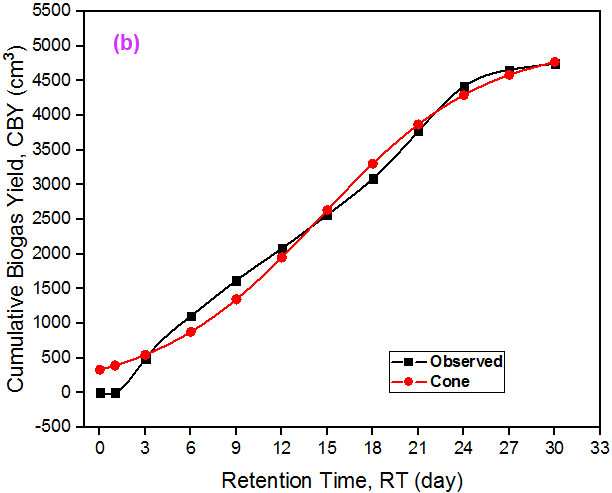 5500
5000
4500
4000
3500
3000
2500
2000
1500
1000
500
0
-500
Cumulative Biogas Yield, CBY (cm³)
(b)
Observed
Cone
0 1 3 6 9 12 15 18 21 24 27 30 33
Retention Time, RT (day)